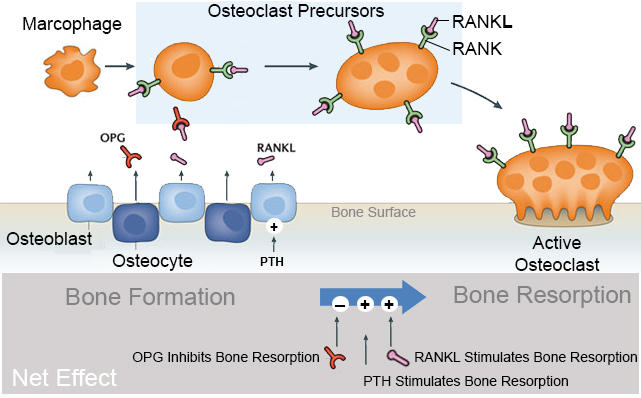 Osteoclast Precursors
Marcophage
RANKL
RANK
OPG
RANKL
Bone Surface
Osteoblast
Osteocyte
+
PTH
Active
Osteoclast
Bone Formation
– + +
Bone Resorption
OPG Inhibits Bone Resorption
RANKL Stimulates Bone Resorption
PTH Stimulates Bone Resorption
Net Effect